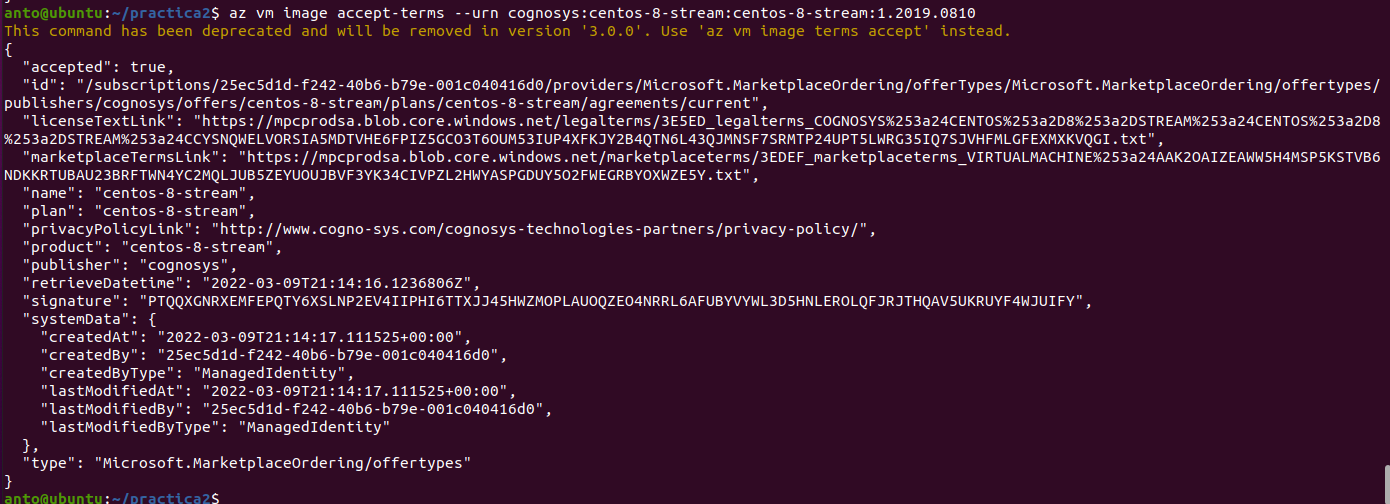 anto@ubuntu:~/practica2$ az vm image accept-terms --urn cognosys:centos-8-stream:centos-8-stream:1.2019.0810
This command has been deprecated and will be removed in version '3.0.0'. Use 'az vm image terms accept' instead.
{
  "accepted": true,
  "id": "/subscriptions/25ec5d1d-f242-40b6-b79e-001c040416d0/providers/Microsoft.MarketplaceOrdering/offerTypes/Microsoft.MarketplaceOrdering/offertypes/
publishers/cognosys/offers/centos-8-stream/plans/centos-8-stream/agreements/current",
  "licenseTextLink": "https://mpcprodsa.blob.core.windows.net/legalterms/3E5ED_legalterms_COGNOSYS%253a24CENTOS%253a2D8%253a2DSTREAM%253a24CENTOS%253a2D8
%253a2DSTREAM%253a24CCYSNQWELVORSIA5MDTVHE6FPIZ5GCO3T6OUM53IUP4XFKJY2B4QTN6L43QJMNSF7SRMTP24UPT5LWRG35IQ7SJVHFMLGFEXMXKVQGI.txt",
  "marketplaceTermsLink": "https://mpcprodsa.blob.core.windows.net/marketplaceterms/3EDEF_marketplaceterms_VIRTUALMACHINE%253a24AAK2OAIZEAWW5H4MSP5KSTVB6
NDKKRTUBAU23BRFTWN4YC2MQLJUB5ZEYUOUJBVF3YK34CIVPZL2HWYASPGDUY5O2FWEGRBYOXWZE5Y.txt",
  "name": "centos-8-stream",
  "plan": "centos-8-stream",
  "privacyPolicyLink": "http://www.cogno-sys.com/cognosys-technologies-partners/privacy-policy/",
  "product": "centos-8-stream",
  "publisher": "cognosys",
  "retrieveDatetime": "2022-03-09T21:14:16.1236806Z",
  "signature": "PTQQXGNRXEMFEPQTY6XSLNP2EV4IIPHI6TTXJJ45HWZMOPLAUOQZEO4NRRL6AFUBYVYWL3D5HNLEROLQFJRJTHQAV5UKRUYF4WJUIFY",
  "systemData": {
    "createdAt": "2022-03-09T21:14:17.111525+00:00",
    "createdBy": "25ec5d1d-f242-40b6-b79e-001c040416d0",
    "createdByType": "ManagedIdentity",
    "lastModifiedAt": "2022-03-09T21:14:17.111525+00:00",
    "lastModifiedBy": "25ec5d1d-f242-40b6-b79e-001c040416d0",
    "lastModifiedByType": "ManagedIdentity"
  },
  "type": "Microsoft.MarketplaceOrdering/offertypes"
}
anto@ubuntu:~/practica2$